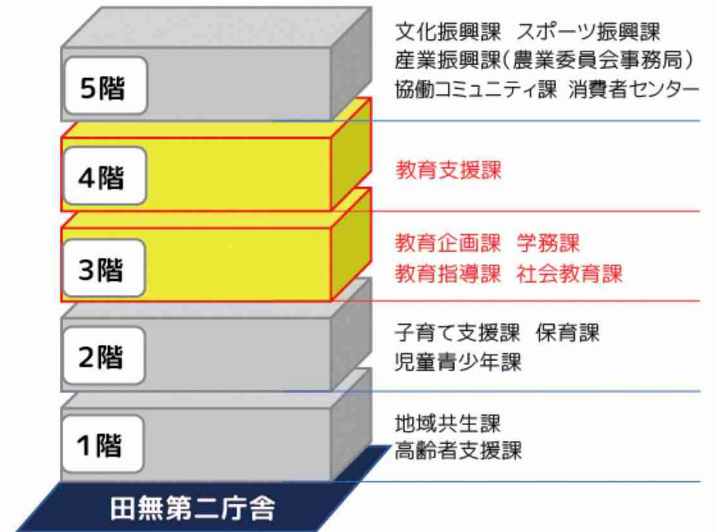 5階
文化振興課 スポーツ振興課
産業振興課(農業委員会事務局)
協働コミュニティ課 消費者センター
4階
教育支援課
3階
教育企画課 学務課
教育指導課 社会教育課
2階
子育て支援課 保育課
児童青少年課
1階
地域共生課
高齢者支援課
田無第二庁舎